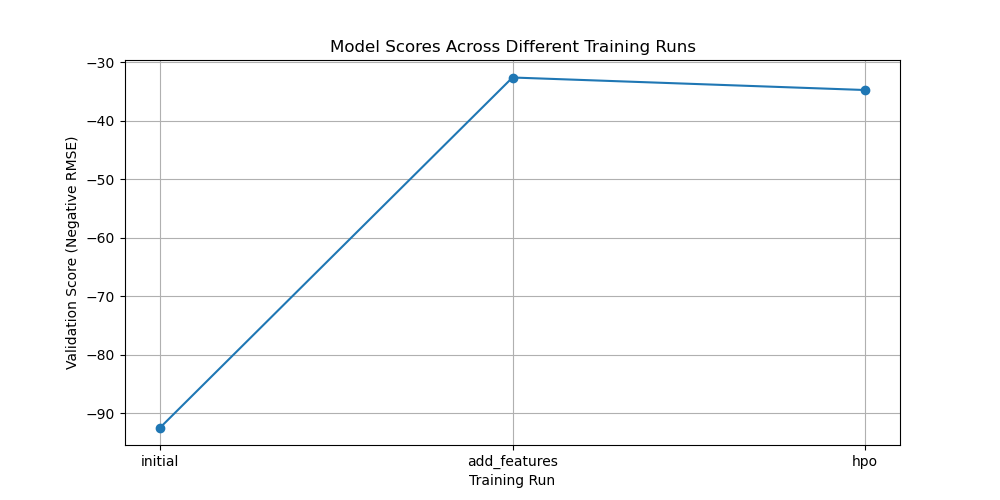 Model Scores Across Different Training Runs
Validation Score (Negative RMSE)
−30
−40
−50
−60
−70
−80
−90
initial add_features hpo
Training Run